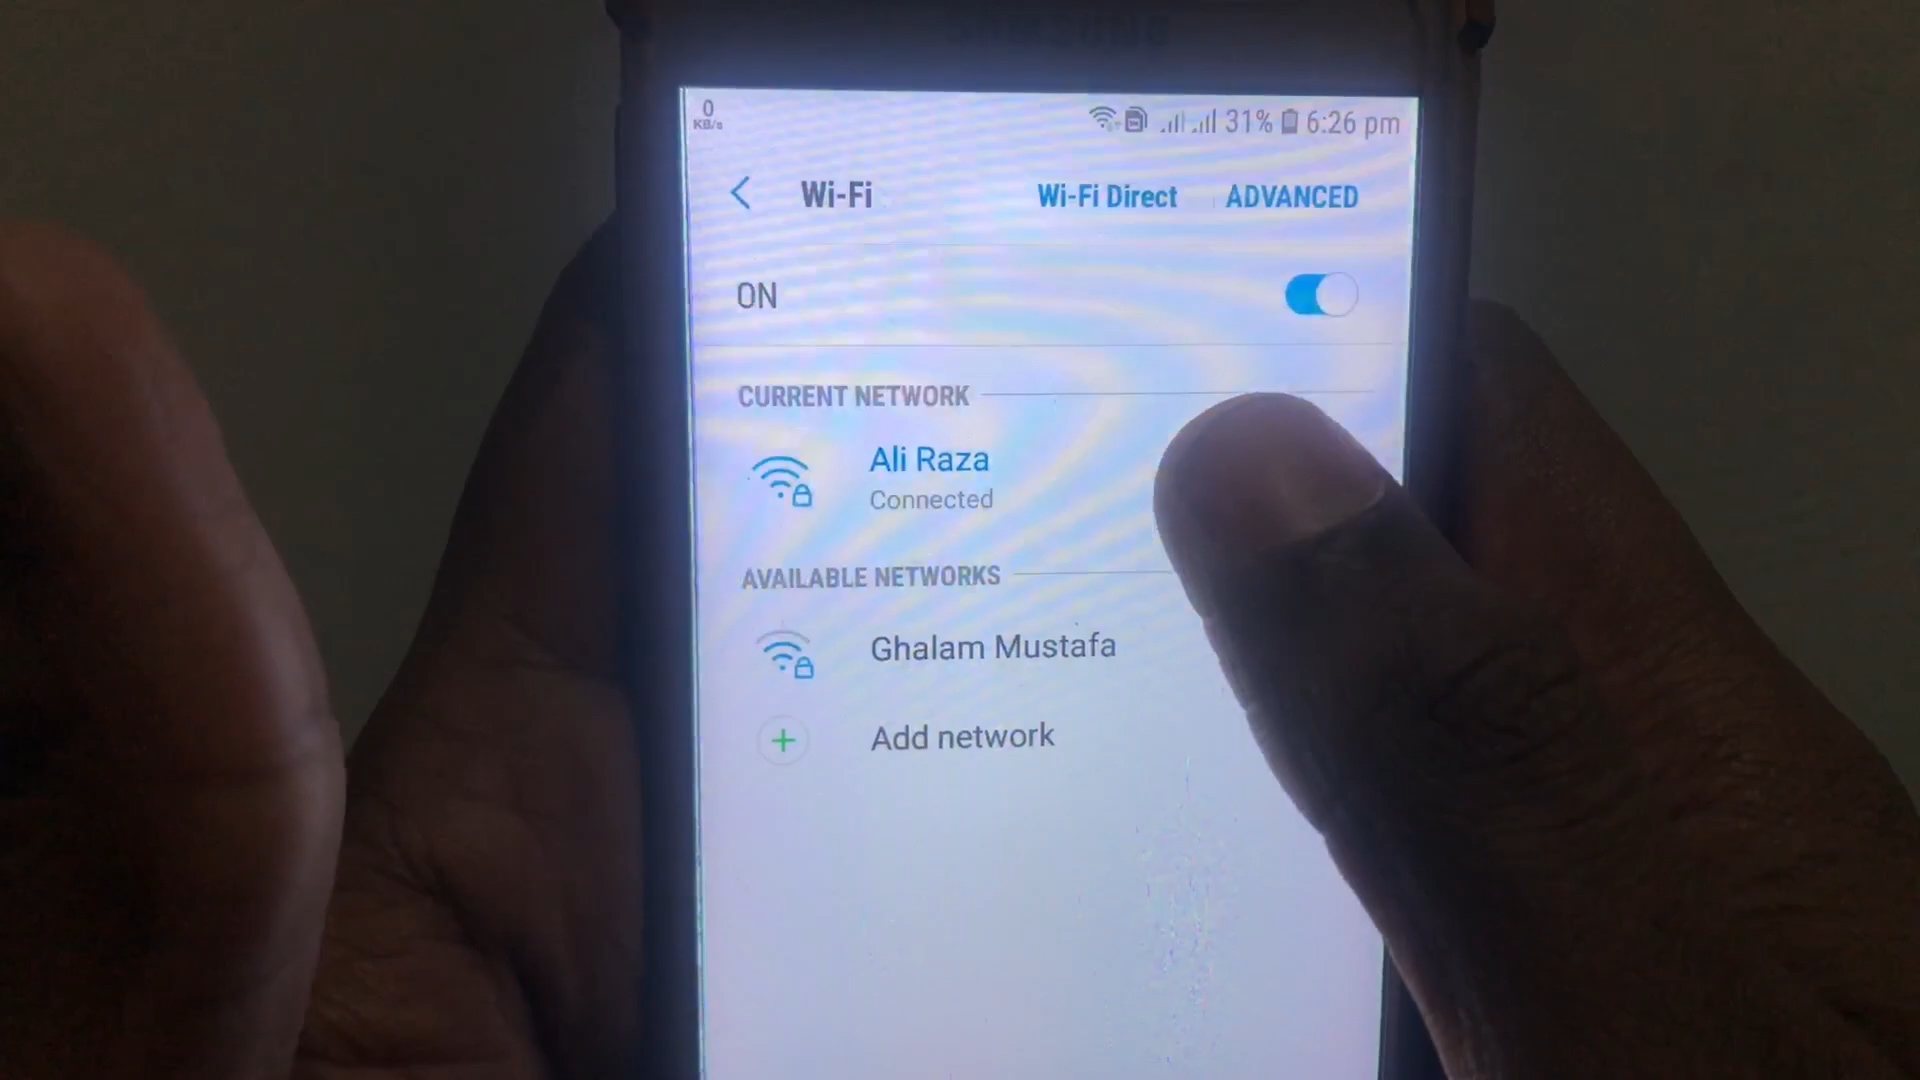 SAMSUNG
0
KB/s
31% 6:26 pm
Wi-Fi Wi-Fi Direct ADVANCED
ON
CURRENT NETWORK
Ali Raza
Connected
AVAILABLE NETWORKS
Ghalam Mustafa
Add network